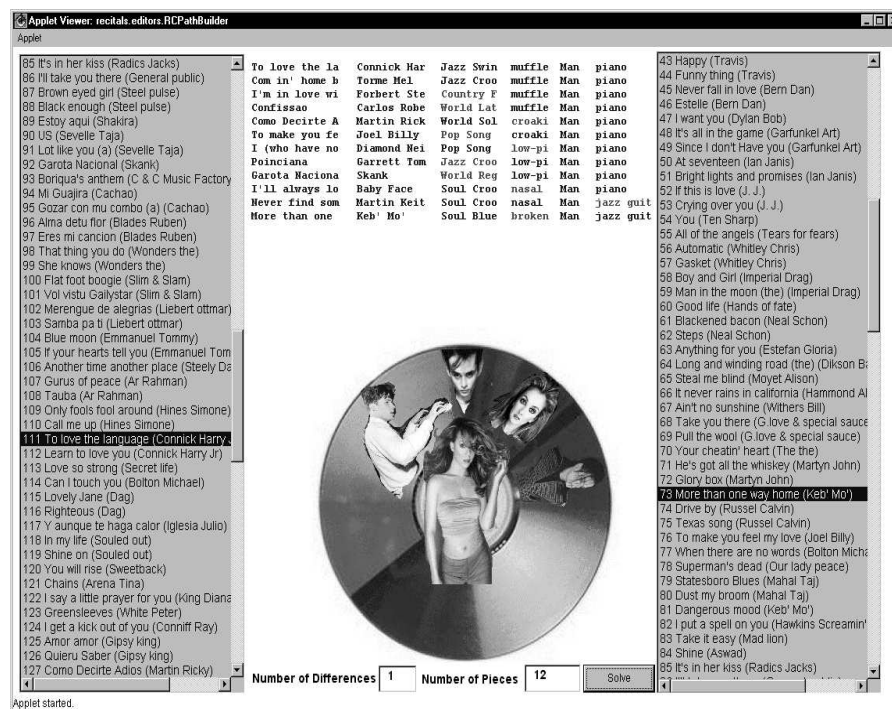 Applet Viewer: recitals.editors.RCPathBuilder
Applet
85 It's in her kiss (Radics Jacks)
86 I'll take you there (General public)
87 Brown eyed girl (Steel pulse)
88 Black enough (Steel pulse)
89 Estoy aqui (Shakira)
90 US (Sevelle Taja)
91 Lot like you (a) (Sevelle Taja)
92 Garota Nacional (Skank)
93 Boriqua's anthem (C & C Music Factory
94 Mi Guajira (Cachao)
95 Gozar con mu combo (a) (Cachao)
96 Alma detu flor (Blades Ruben)
97 Eres mi cancion (Blades Ruben)
98 That thing you do (Wonders the)
99 She knows (Wonders the)
100 Flat foot boogie (Slim & Slam)
101 Vol vistu Gailystar (Slim & Slam)
102 Merengue de alegrias (Liebert ottmar)
103 Samba pa ti (Liebert ottmar)
104 Blue moon (Emmanuel Tommy)
105 If your hearts tell you (Emmanuel Tom
106 Another time another place (Steely Da
107 Gurus of peace (Ar Rahman)
108 Tauba (Ar Rahman)
109 Only fools fool around (Hines Simone)
110 Call me up (Hines Simone)
111 To love the language (Connick Harry J
112 Learn to love you (Connick Harry Jr)
113 Love so strong (Secret life)
114 Can I touch you (Bolton Michael)
115 Lovely Jane (Dag)
116 Righteous (Dag)
117 Y aunque te haga calor (Iglesia Julio)
118 In my life (Souled out)
119 Shine on (Souled out)
120 You will rise (Sweetback)
121 Chains (Arena Tina)
122 I say a little prayer for you (King Diana
123 Greensleeves (White Peter)
124 I get a kick out of you (Conniff Ray)
125 Amor amor (Gipsy king)
126 Quieru Saber (Gipsy king)
127 Como Decirte Adios (Martin Ricky)
To love the la Connick Har Jazz Swin muffle Man piano
Com in' home b Torme Mel Jazz Croo muffle Man piano
I'm in love wi Forbert Ste Country F muffle Man piano
Confissao Carlos Robe World Lat muffle Man piano
Como Decirte A Martin Rick World Sol croaki Man piano
To make you fe Joel Billy Pop Song croaki Man piano
I (who have no Diamond Nei Pop Song low-pi Man piano
Poinciana Garrett Tom Jazz Croo low-pi Man piano
Garota Naciona Skank World Reg low-pi Man piano
I'll always lo Baby Face Soul Croo nasal Man piano
Never find som Martin Keit Soul Croo nasal Man jazz guit
More than one Keb' Mo' Soul Blue broken Man jazz guit
Number of Differences 1 Number of Pieces 12 Solve
43 Happy (Travis)
44 Funny thing (Travis)
45 Never fall in love (Bern Dan)
46 Estelle (Bern Dan)
47 I want you (Dylan Bob)
48 It's all in the game (Garfunkel Art)
49 Since I don't Have you (Garfunkel Art)
50 At seventeen (Ian Janis)
51 Bright lights and promises (Ian Janis)
52 If this is love (J. J.)
53 Crying over you (J. J.)
54 You (Ten Sharp)
55 All of the angels (Tears for fears)
56 Automatic (Whitley Chris)
57 Gasket (Whitley Chris)
58 Boy and Girl (Imperial Drag)
59 Man in the moon (the) (Imperial Drag)
60 Good life (Hands of fate)
61 Blackened bacon (Neal Schon)
62 Steps (Neal Schon)
63 Anything for you (Estefan Gloria)
64 Long and winding road (the) (Dikson Ba
65 Steal me blind (Moyet Alison)
66 It never rains in california (Hammond Al
67 Ain't no sunshine (Withers Bill)
68 Take you there (G.love & special sauce
69 Pull the wool (G.love & special sauce)
70 Your cheatin' heart (The the)
71 He's got all the whiskey (Martyn John)
72 Glory box (Martyn John)
73 More than one way home (Keb' Mo')
74 Drive by (Russel Calvin)
75 Texas song (Russel Calvin)
76 To make you feel my love (Joel Billy)
77 When there are no words (Bolton Micha
78 Superman's dead (Our lady peace)
79 Statesboro Blues (Mahal Taj)
80 Dust my broom (Mahal Taj)
81 Dangerous mood (Keb' Mo')
82 I put a spell on you (Hawkins Screamin'
83 Take it easy (Mad lion)
84 Shine (Aswad)
85 It's in her kiss (Radics Jacks)
Applet started.